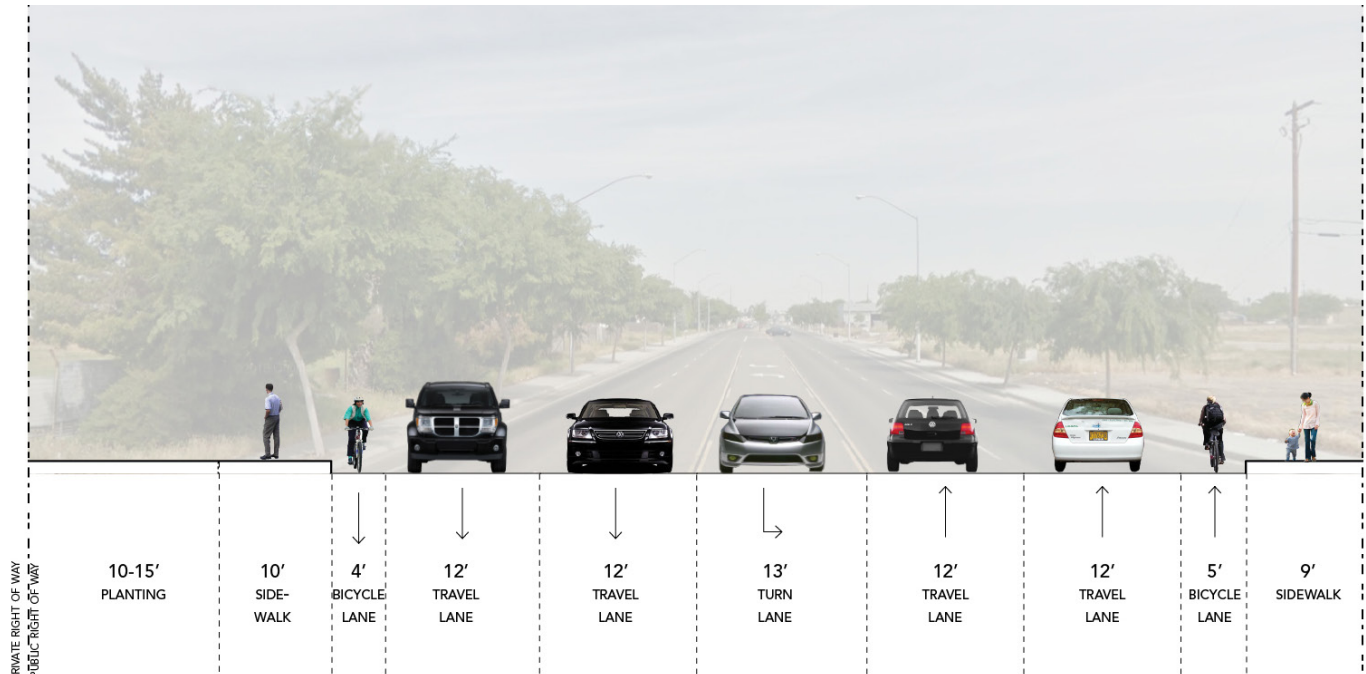 10-15’
PLANTING
10’
SIDE-
WALK
4’
BICYCLE
LANE
12’
TRAVEL
LANE
12’
TRAVEL
LANE
13’
TURN
LANE
12’
TRAVEL
LANE
12’
TRAVEL
LANE
5’
BICYCLE
LANE
9’
SIDEWALK
RIVATE RIGHT OF WAY
PUBLIC RIGHT OF WAY